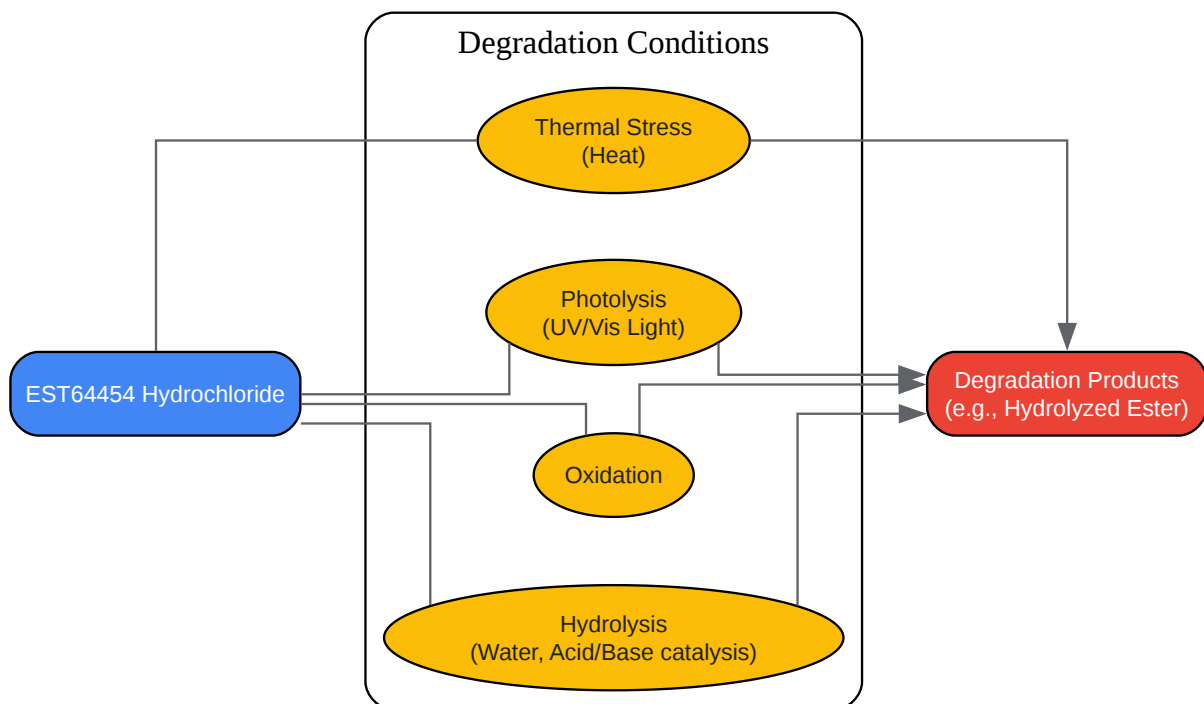 Degradation Conditions
Thermal Stress
(Heat)
Photolysis
(UV/Vis Light)
EST64454 Hydrochloride
Degradation Products
(e.g., Hydrolyzed Ester)
Oxidation
Hydrolysis
(Water, Acid/Base catalysis)